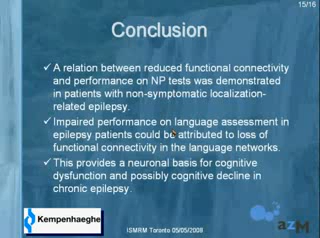 15/16
Conclusion
✓ A relation between reduced functional connectivity
and performance on NP tests was demonstrated
in patients with non-symptomatic localization-
related epilepsy.
✓ Impaired performance on language assessment in
epilepsy patients could be attributed to loss of
functional connectivity in the language networks.
✓ This provides a neuronal basis for cognitive
dysfunction and possibly cognitive decline in
chronic epilepsy.
Kempenhaeghe
ISMRM Toronto 05/05/2008
azM